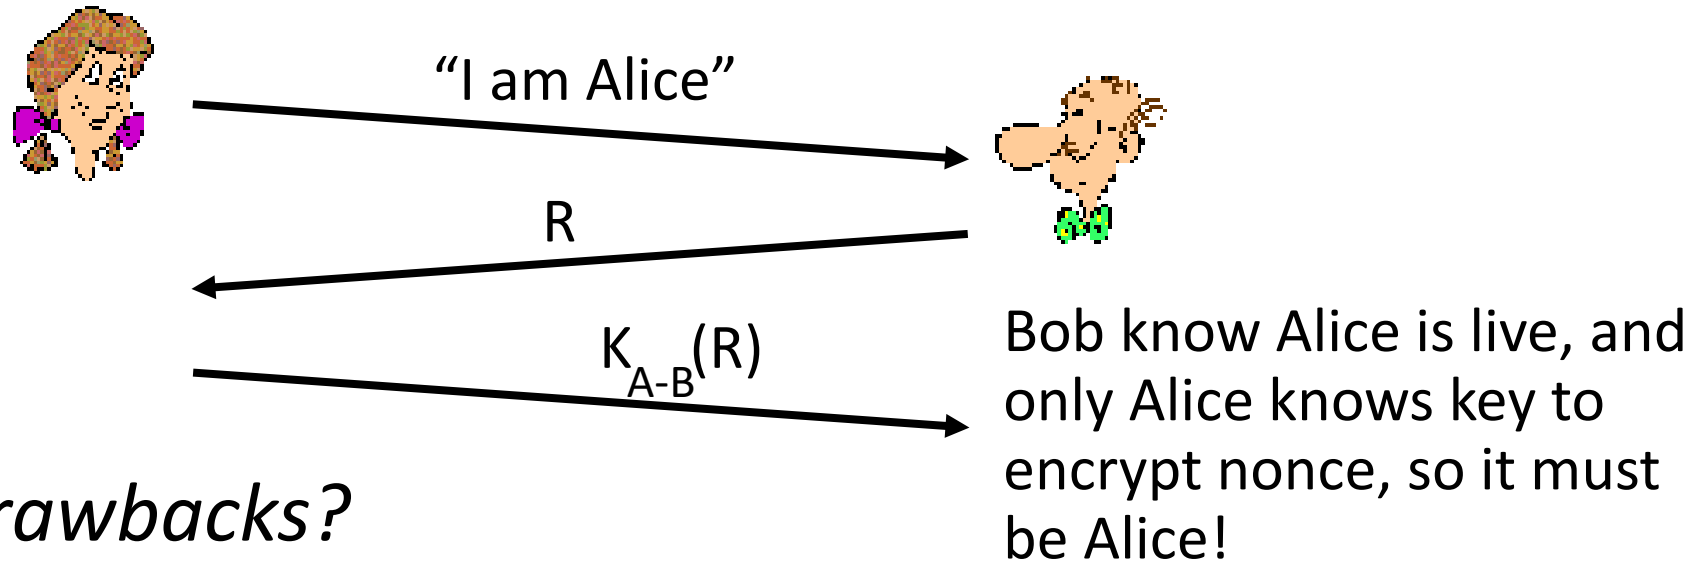 “I am Alice”
R
K_A-B(R)
Bob know Alice is live, and
only Alice knows key to
encrypt nonce, so it must
be Alice!
rawbacks?